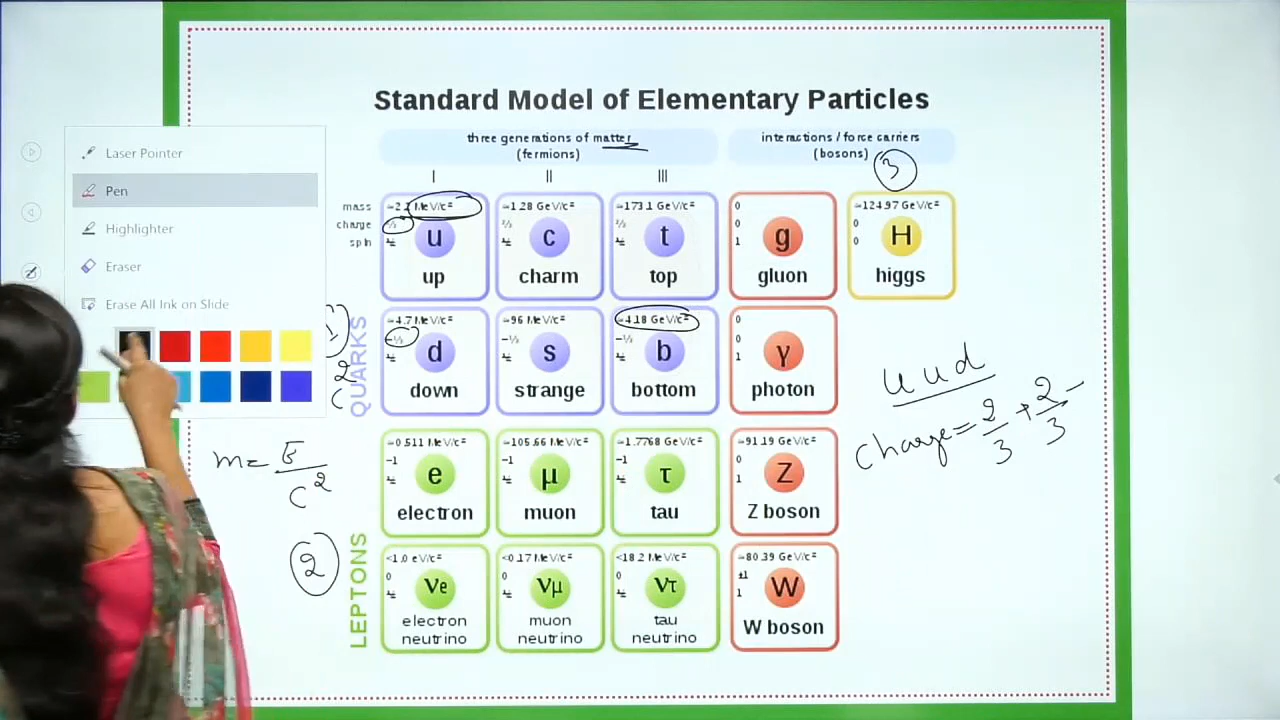 Standard Model of Elementary Particles
three generations of matter
(fermions)
interactions / force carriers
(bosons)
3
I
II
III
Laser Pointer
Pen
Highlighter
Eraser
Erase All Ink on Slide
mass
charge
spin
MeV/c²
⅔
½
u
up
≃1.28 GeV/c²
⅔
½
c
charm
≃173.1 GeV/c²
⅔
½
t
top
0
0
1
g
gluon
≃124.97 GeV/c²
0
0
H
higgs
1
c²
QUARKS
≃4.7 MeV/c²
−⅓
½
d
down
≃96 MeV/c²
−⅓
½
s
strange
≃4.18 GeV/c²
−⅓
½
b
bottom
0
0
1
γ
photon
u u d
charge = 2/3 + 2/3 −
m = E/c²
2
LEPTONS
≃0.511 MeV/c²
−1
½
e
electron
≃105.66 MeV/c²
−1
½
μ
muon
≃1.7768 GeV/c²
−1
½
τ
tau
≃91.19 GeV/c²
0
1
Z
Z boson
<1.0 eV/c²
0
½
νe
electron
neutrino
<0.17 MeV/c²
0
½
νμ
muon
neutrino
<18.2 MeV/c²
0
½
ντ
tau
neutrino
≃80.39 GeV/c²
±1
1
W
W boson